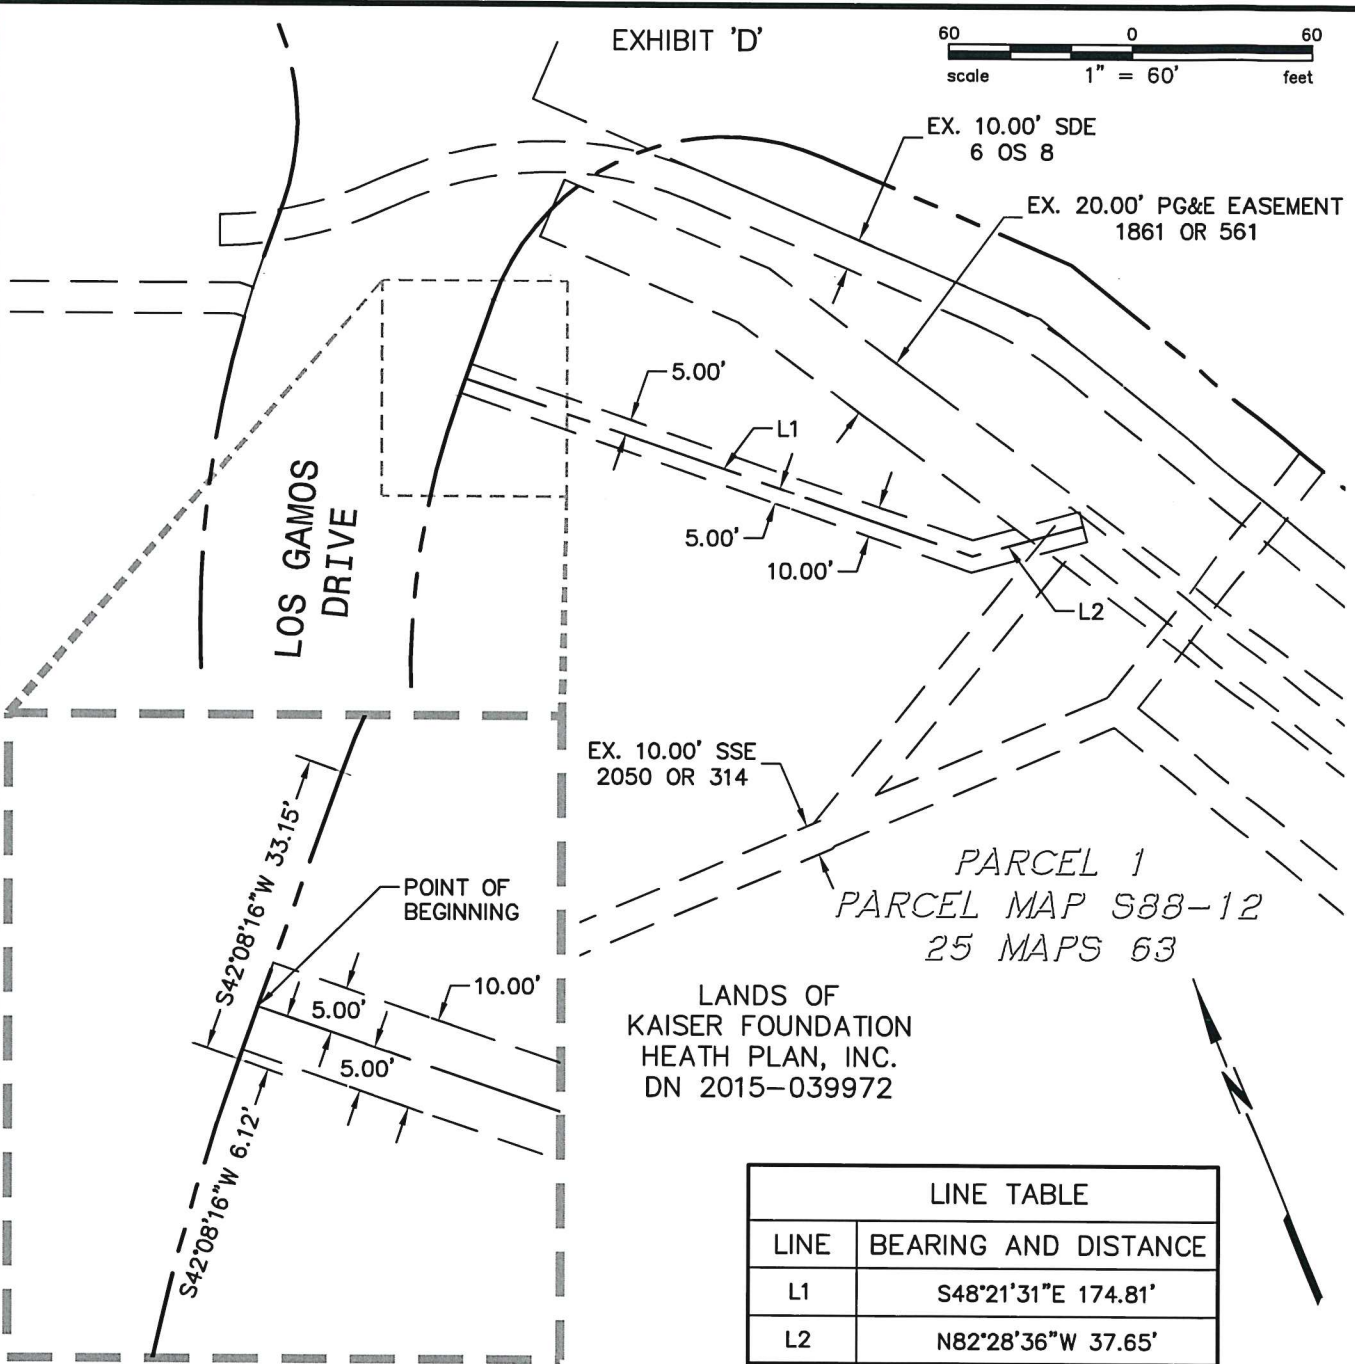 EXHIBIT 'D'
60 0 60
scale 1" = 60' feet
EX. 10.00' SDE
6 OS 8
EX. 20.00' PG&E EASEMENT
1861 OR 561
5.00'
L1
5.00'
10.00'
L2
LOS GAMOS
DRIVE
EX. 10.00' SSE
2050 OR 314
S42°08'16"W 33.15'
POINT OF
BEGINNING
10.00'
5.00'
5.00'
S42°08'16"W 6.12'
PARCEL 1
PARCEL MAP S88-12
25 MAPS 63
LANDS OF
KAISER FOUNDATION
HEATH PLAN, INC.
DN 2015-039972
N
LINE TABLE
LINE BEARING AND DISTANCE
L1 S48°21'31"E 174.81'
L2 N82°28'36"W 37.65'